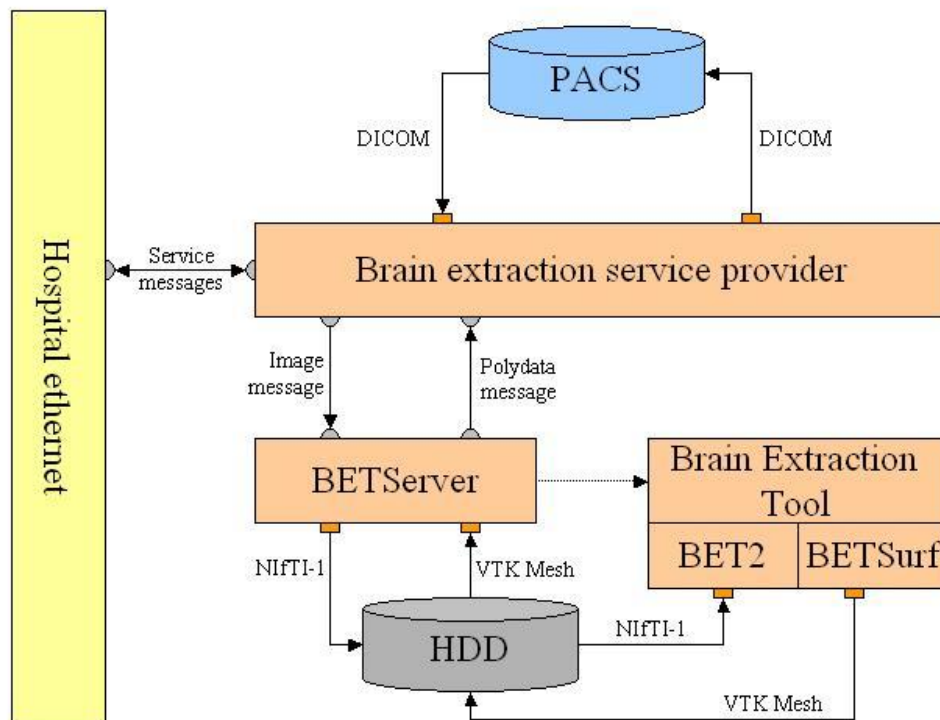 PACS
DICOM
DICOM
Hospital ethernet
Service
messages
Brain extraction service provider
Image
message
Polydata
message
BETServer
Brain Extraction
Tool
BET2
BETSurf
NIfTI-1
VTK Mesh
HDD
NIfTI-1
VTK Mesh